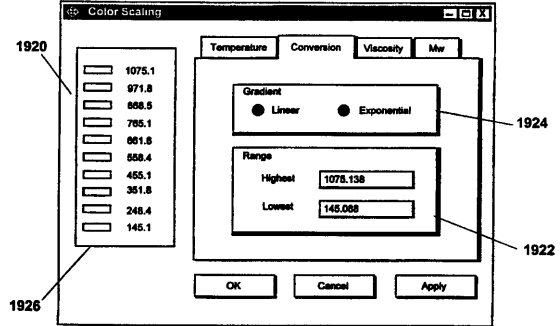 Color Scaling
1920
1075.1
971.8
868.5
765.1
661.8
558.4
455.1
351.8
248.4
145.1
1926
Temperature Conversion Viscosity Mw
Gradient
Linear Exponential
1924
Range
Highest 1075.138
Lowest 145.088
1922
OK Cancel Apply